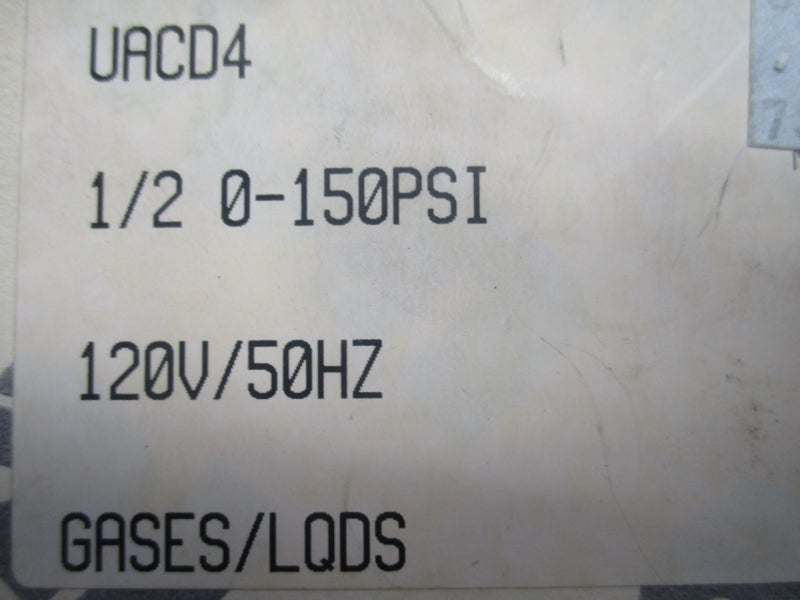 UACD4
1/2 0-150PSI
120V/50HZ
GASES/LQDS